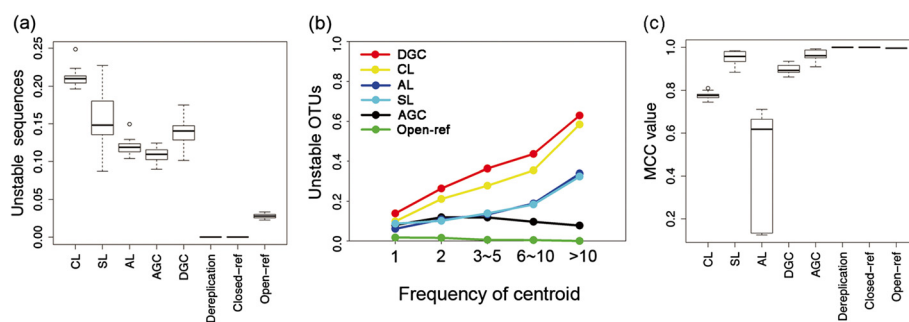 (a)
Unstable sequences
0.25
0.20
0.15
0.10
0.05
0.00
CL
SL
AL
AGC
DGC
Dereplication
Closed-ref
Open-ref
(b)
Unstable OTUs
1.0
0.8
0.6
0.4
0.2
0.0
DGC
CL
AL
SL
AGC
Open-ref
1 2 3~5 6~10 >10
Frequency of centroid
(c)
MCC value
1.0
0.8
0.6
0.4
0.2
CL
SL
AL
DGC
AGC
Dereplication
Closed-ref
Open-ref